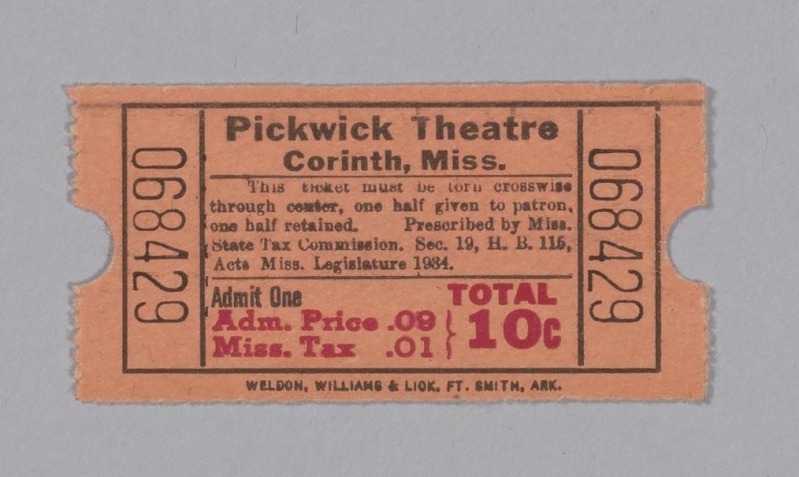 068429
Pickwick Theatre
Corinth, Miss.
This ticket must be torn crosswise
through center, one half given to patron,
one half retained. Prescribed by Miss.
State Tax Commission. Sec. 19, H. B. 115,
Acts Miss. Legislature 1934.
Admit One
Adm. Price .09
Miss. Tax .01
TOTAL
10c
068429
WELDON, WILLIAMS & LICK, FT. SMITH, ARK.